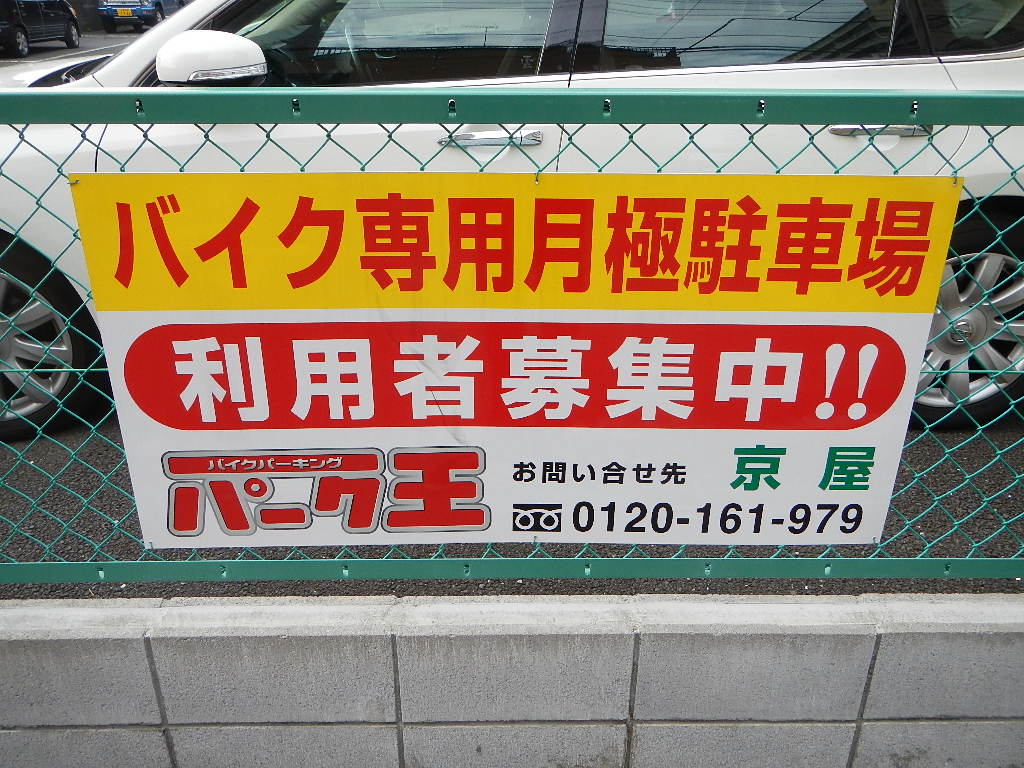 バイク専用月極駐車場
利用者募集中!!
バイクパーキング
パーク王
お問い合せ先 京屋
0120-161-979